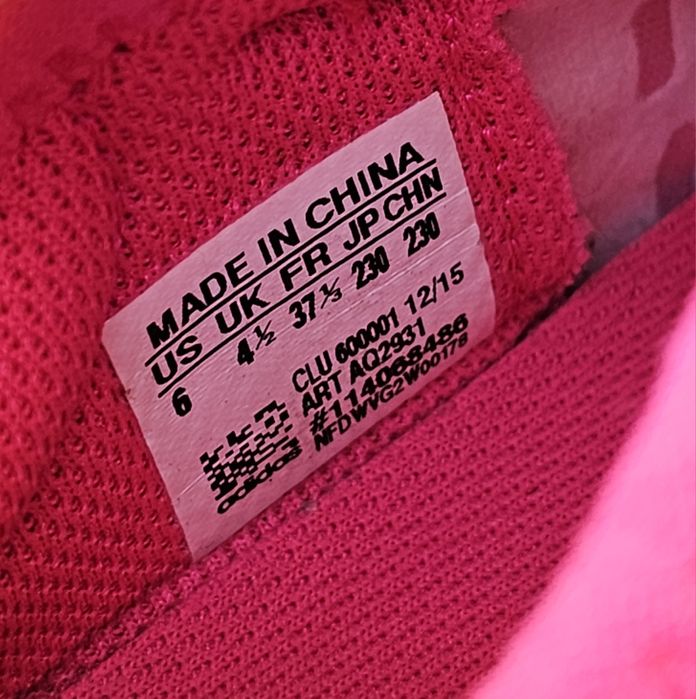 MADE IN CHINA
US UK FR JP CHN
6 4½ 37⅓ 230 230
CLU 600001 12/15
ART AQ2931
#114068486
NFDWVG2W00178
adidas